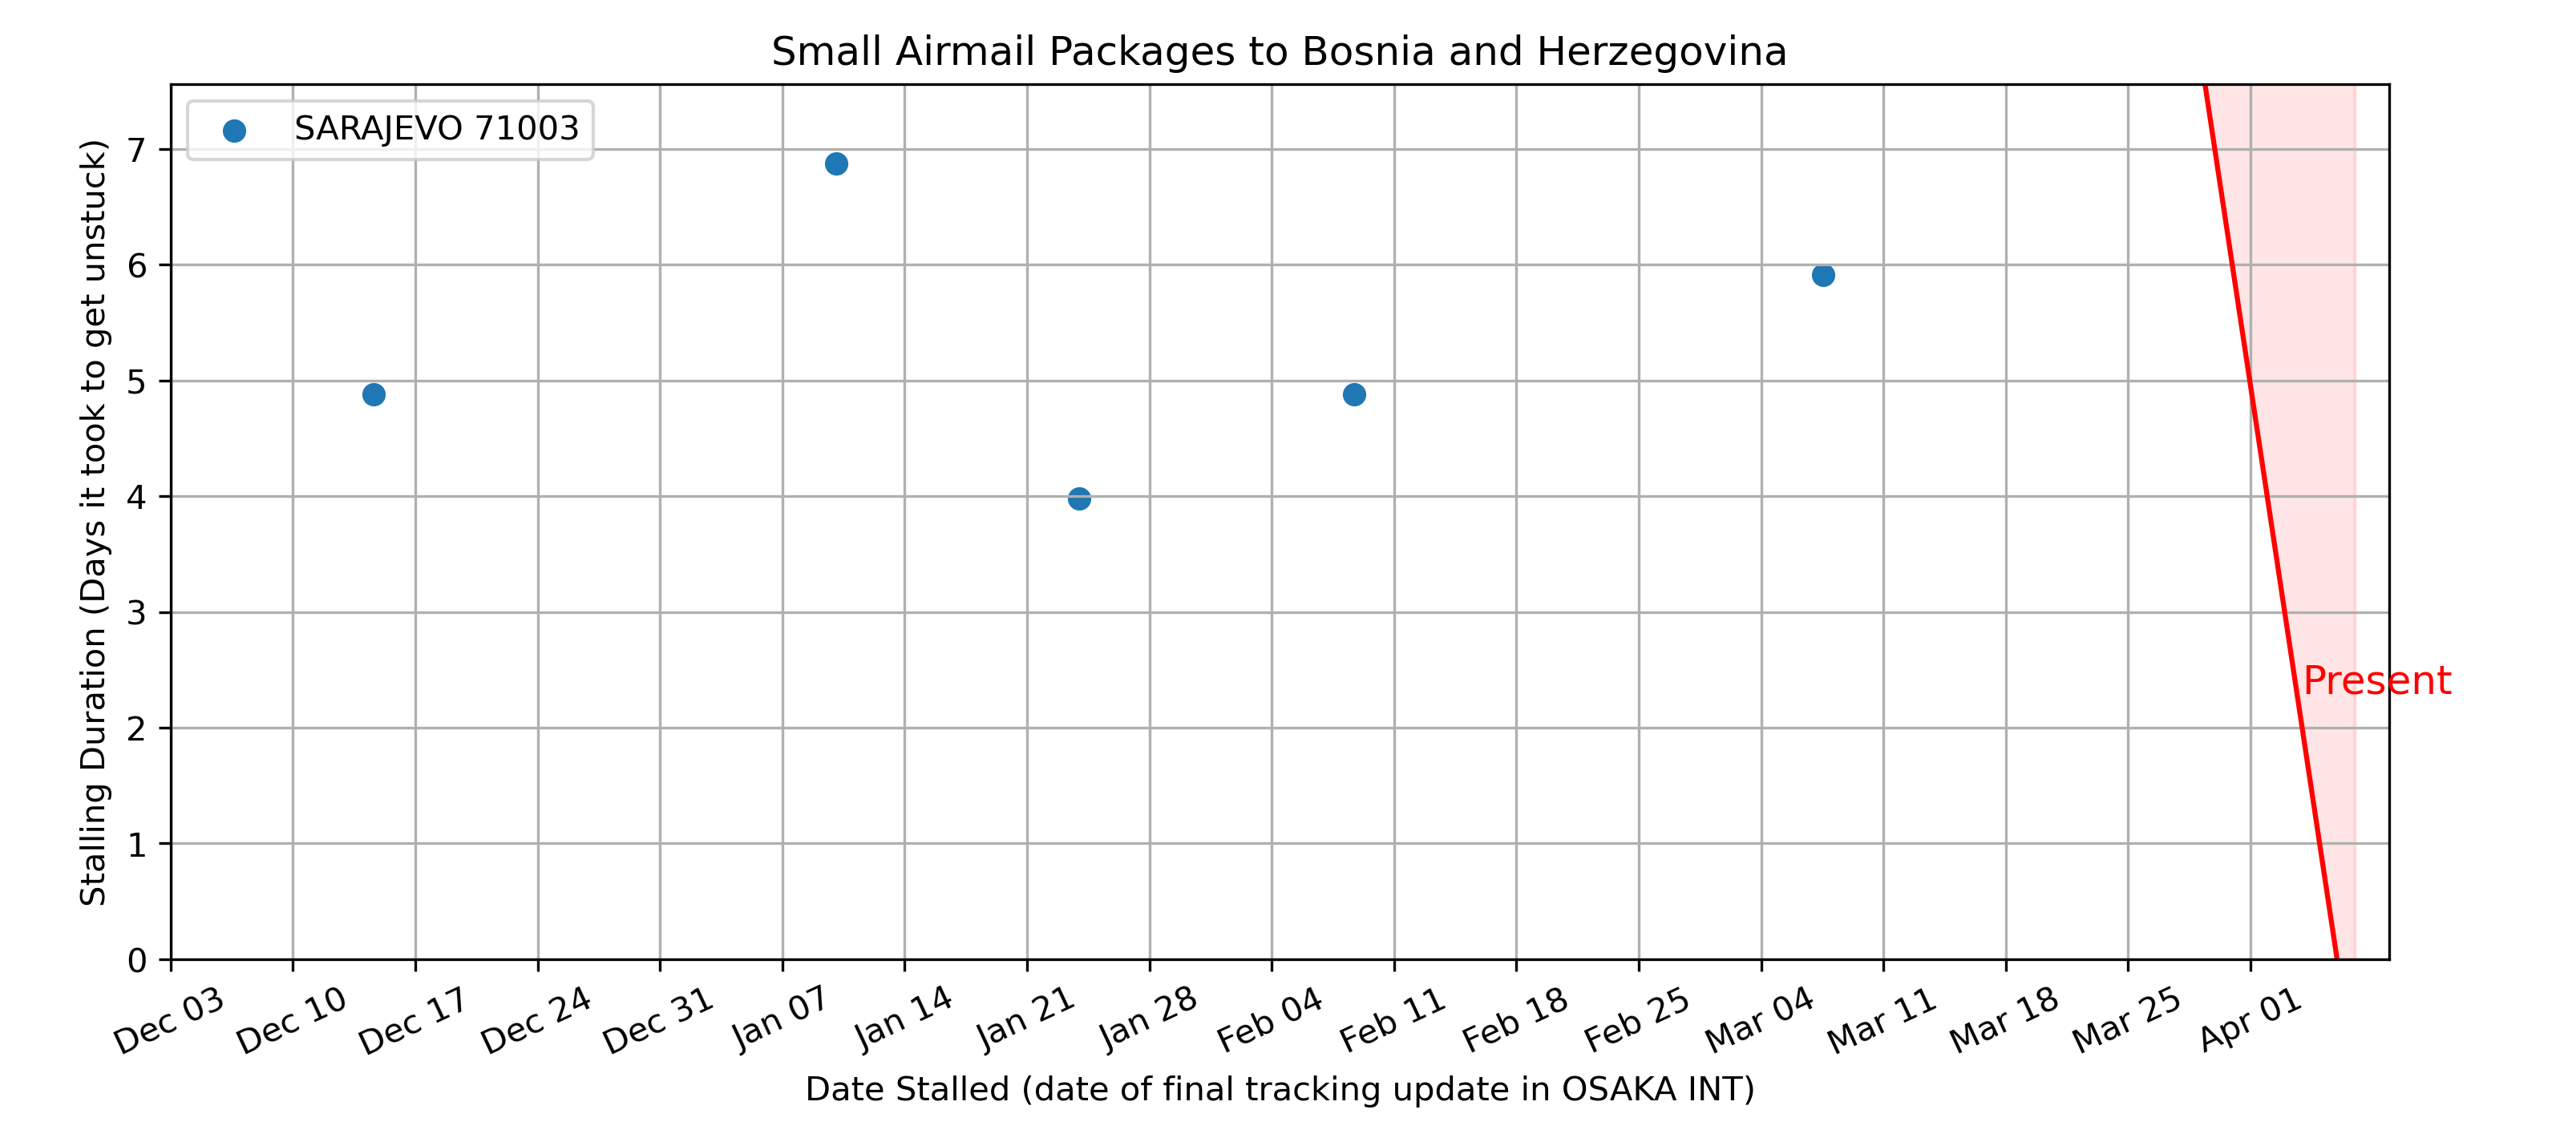 Small Airmail Packages to Bosnia and Herzegovina
SARAJEVO 71003
Stalling Duration (Days it took to get unstuck)
7
6
5
4
3
2
1
0
Present
Dec 03 Dec 10 Dec 17 Dec 24 Dec 31 Jan 07 Jan 14 Jan 21 Jan 28 Feb 04 Feb 11 Feb 18 Feb 25 Mar 04 Mar 11 Mar 18 Mar 25 Apr 01
Date Stalled (date of final tracking update in OSAKA INT)